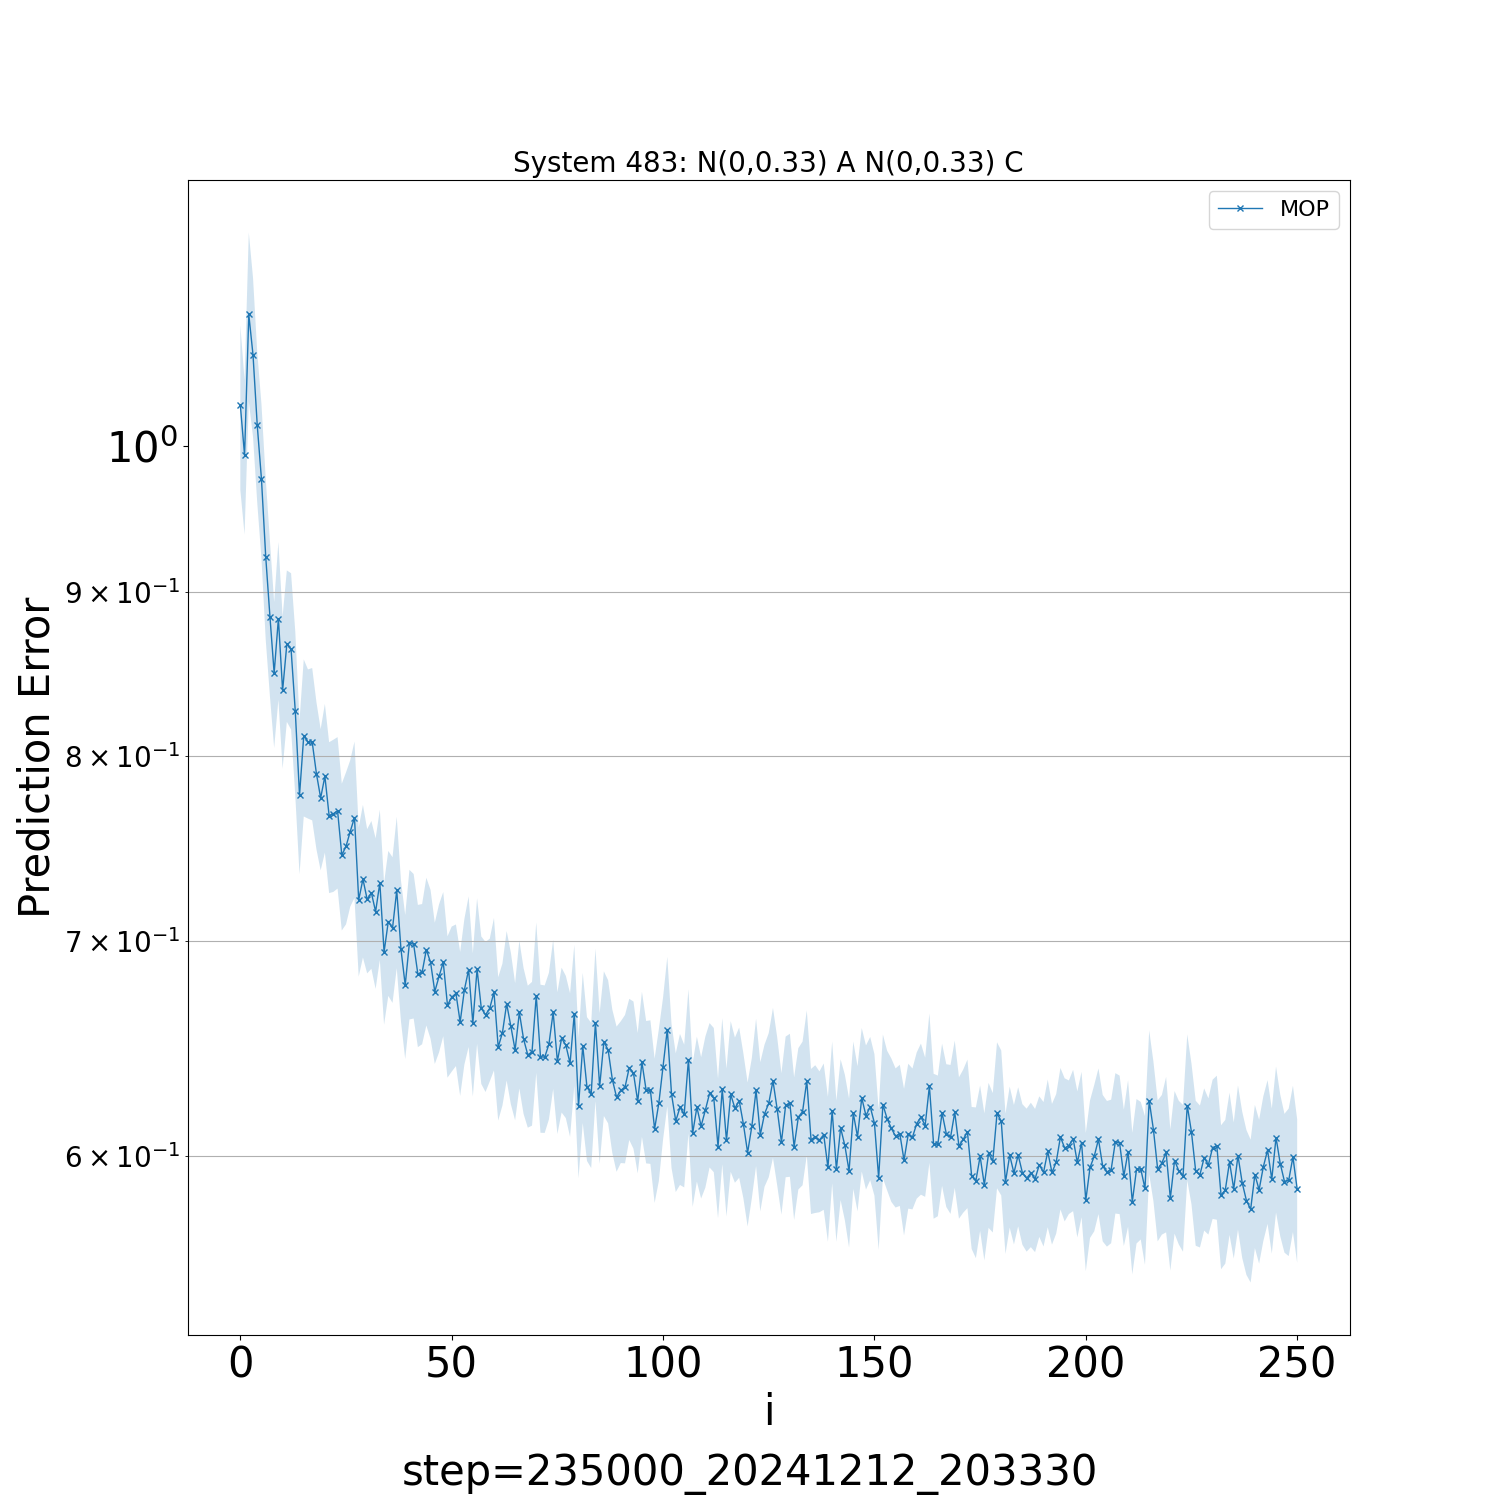 System 483: N(0,0.33) A N(0,0.33) C
MOP
Prediction Error
10⁰
9 × 10⁻¹
8 × 10⁻¹
7 × 10⁻¹
6 × 10⁻¹
0 50 100 150 200 250
i
step=235000_20241212_203330